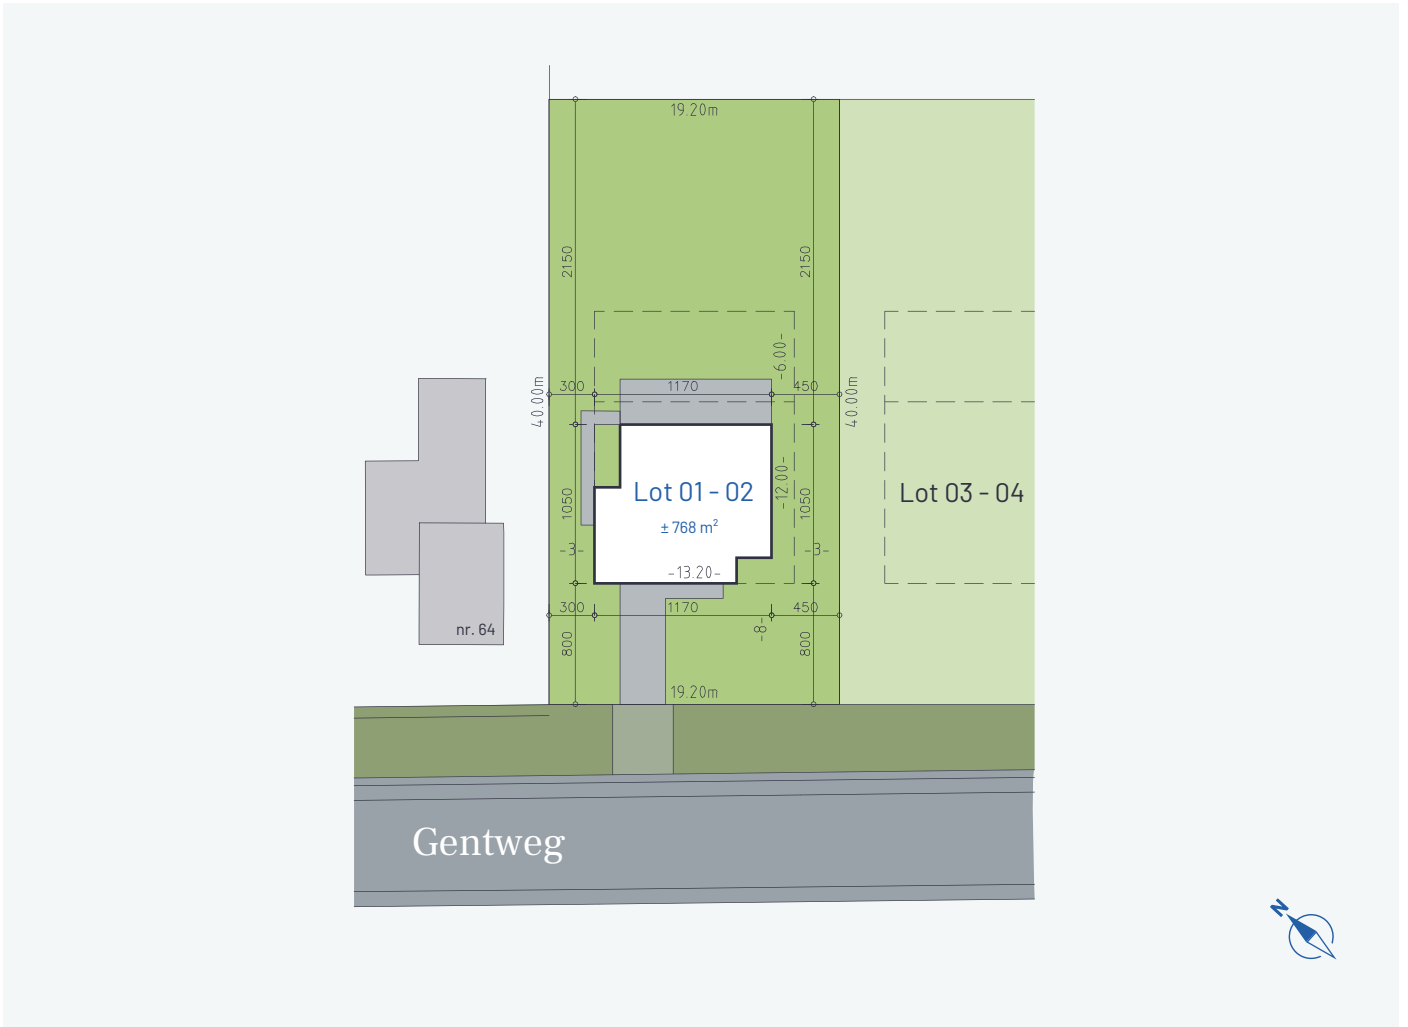 19.20m
2150
2150
-6.00-
40.00m
300
1170
450
40.00m
Lot 01 - 02
± 768 m²
-12.00-
1050
1050
Lot 03 - 04
-3-
-3-
-13.20-
300
1170
450
nr. 64
800
-8-
800
19.20m
Gentweg
N